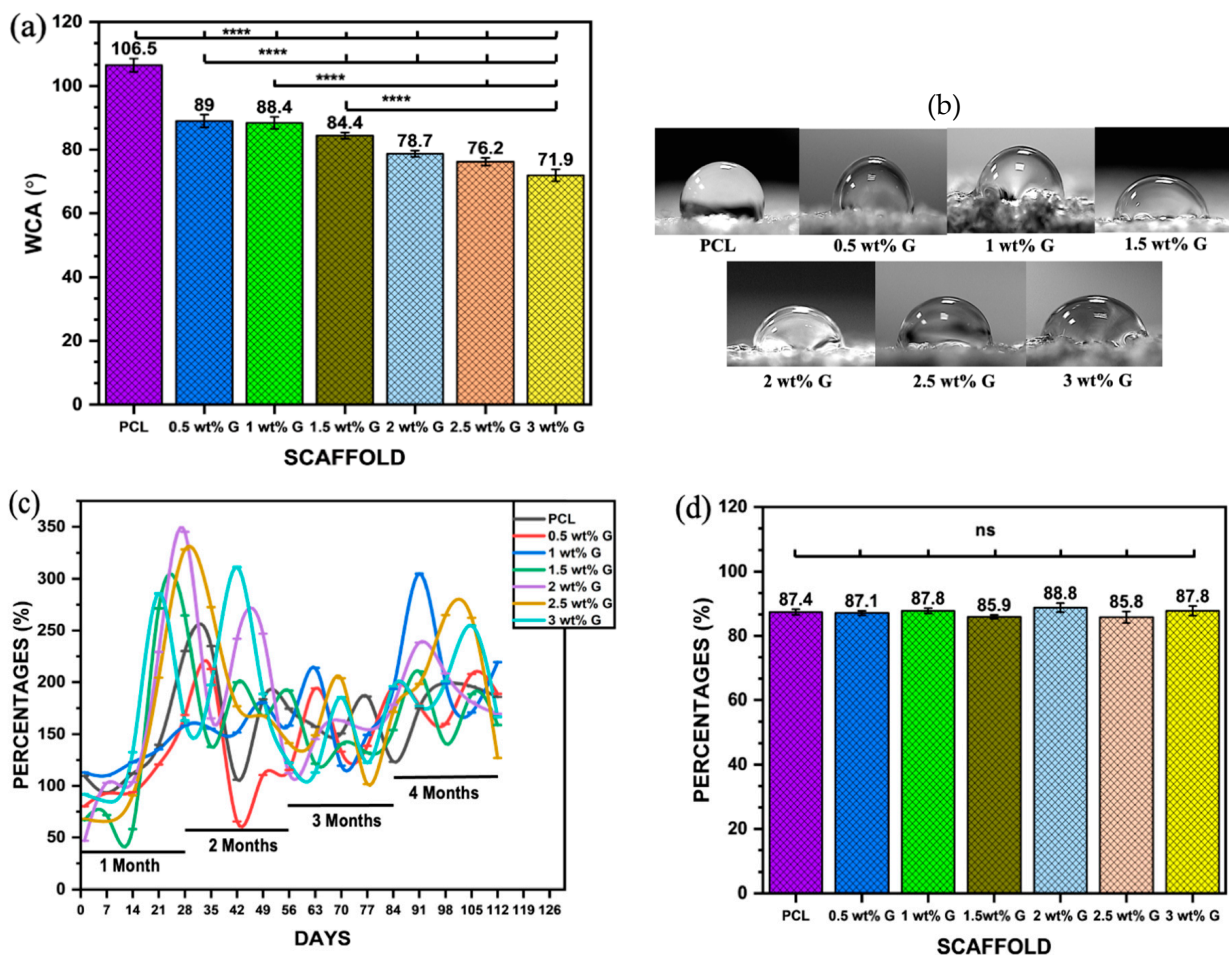 (a)
120
100
80
60
40
20
0
WCA (°)
****
****
****
****
106.5
89
88.4
84.4
78.7
76.2
71.9
PCL 0.5 wt% G 1 wt% G 1.5 wt% G 2 wt% G 2.5 wt% G 3 wt% G
SCAFFOLD
(b)
PCL 0.5 wt% G 1 wt% G 1.5 wt% G
2 wt% G 2.5 wt% G 3 wt% G
(c)
350
300
250
200
150
100
50
0
PERCENTAGES (%)
PCL
0.5 wt% G
1 wt% G
1.5 wt% G
2 wt% G
2.5 wt% G
3 wt% G
1 Month
2 Months
3 Months
4 Months
0 7 14 21 28 35 42 49 56 63 70 77 84 91 98 105 112 119 126
DAYS
(d)
120
100
80
60
40
20
0
PERCENTAGES (%)
ns
87.4
87.1
87.8
85.9
88.8
85.8
87.8
PCL 0.5 wt% G 1 wt% G 1.5wt% G 2 wt% G 2.5 wt% G 3 wt% G
SCAFFOLD